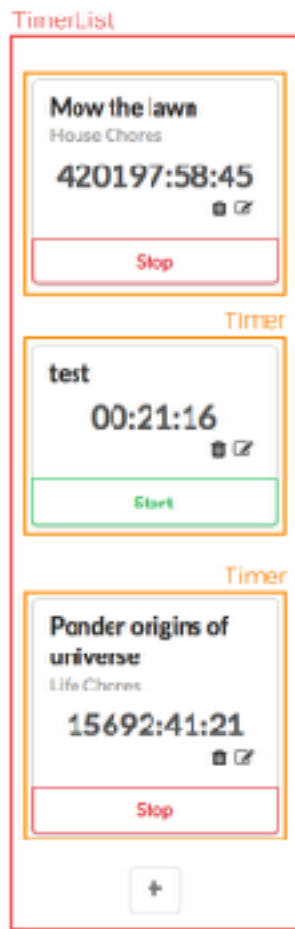 TimerList
Mow the lawn
House Chores
420197:58:45
Stop
Timer
test
00:21:16
Start
Timer
Ponder origins of
universe
Life Chores
15692:41:21
Stop
+